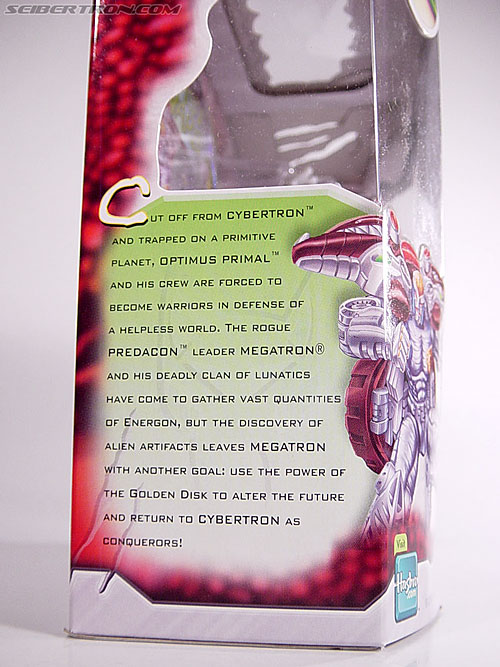 SEIBERTRON.COM
CUT OFF FROM CYBERTRON™
AND TRAPPED ON A PRIMITIVE
PLANET, OPTIMUS PRIMAL™
AND HIS CREW ARE FORCED TO
BECOME WARRIORS IN DEFENSE OF
A HELPLESS WORLD. THE ROGUE
PREDACON™ LEADER MEGATRON®
AND HIS DEADLY CLAN OF LUNATICS
HAVE COME TO GATHER VAST QUANTITIES
OF ENERGON, BUT THE DISCOVERY OF
ALIEN ARTIFACTS LEAVES MEGATRON
WITH ANOTHER GOAL: USE THE POWER OF
THE GOLDEN DISK TO ALTER THE FUTURE
AND RETURN TO CYBERTRON AS
CONQUERORS!
Visit
Hasbro
.com